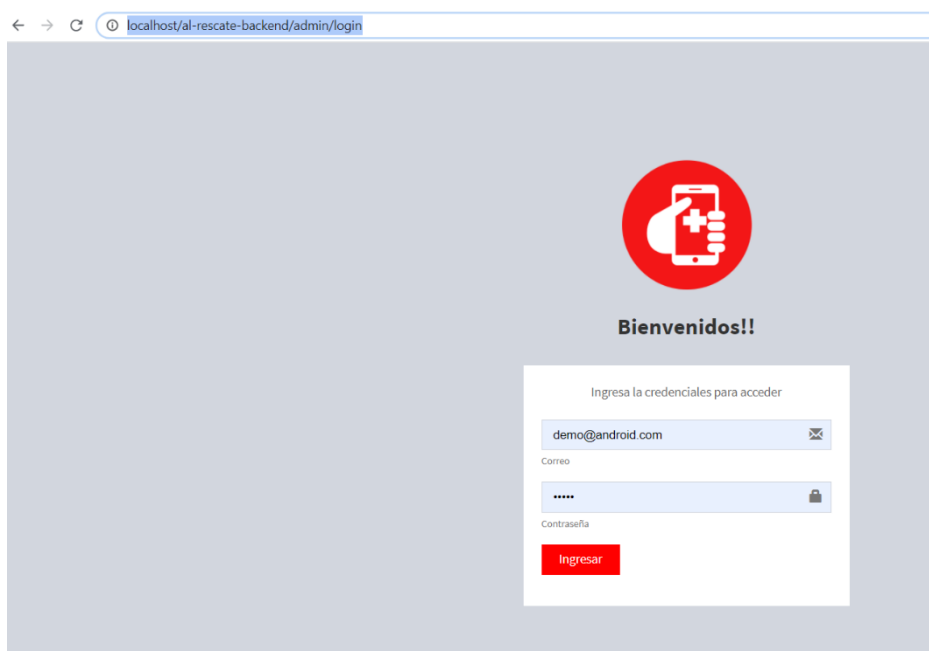 localhost/al-rescate-backend/admin/login
Bienvenidos!!
Ingresa la credenciales para acceder
demo@android.com
Correo
•••••
Contraseña
Ingresar